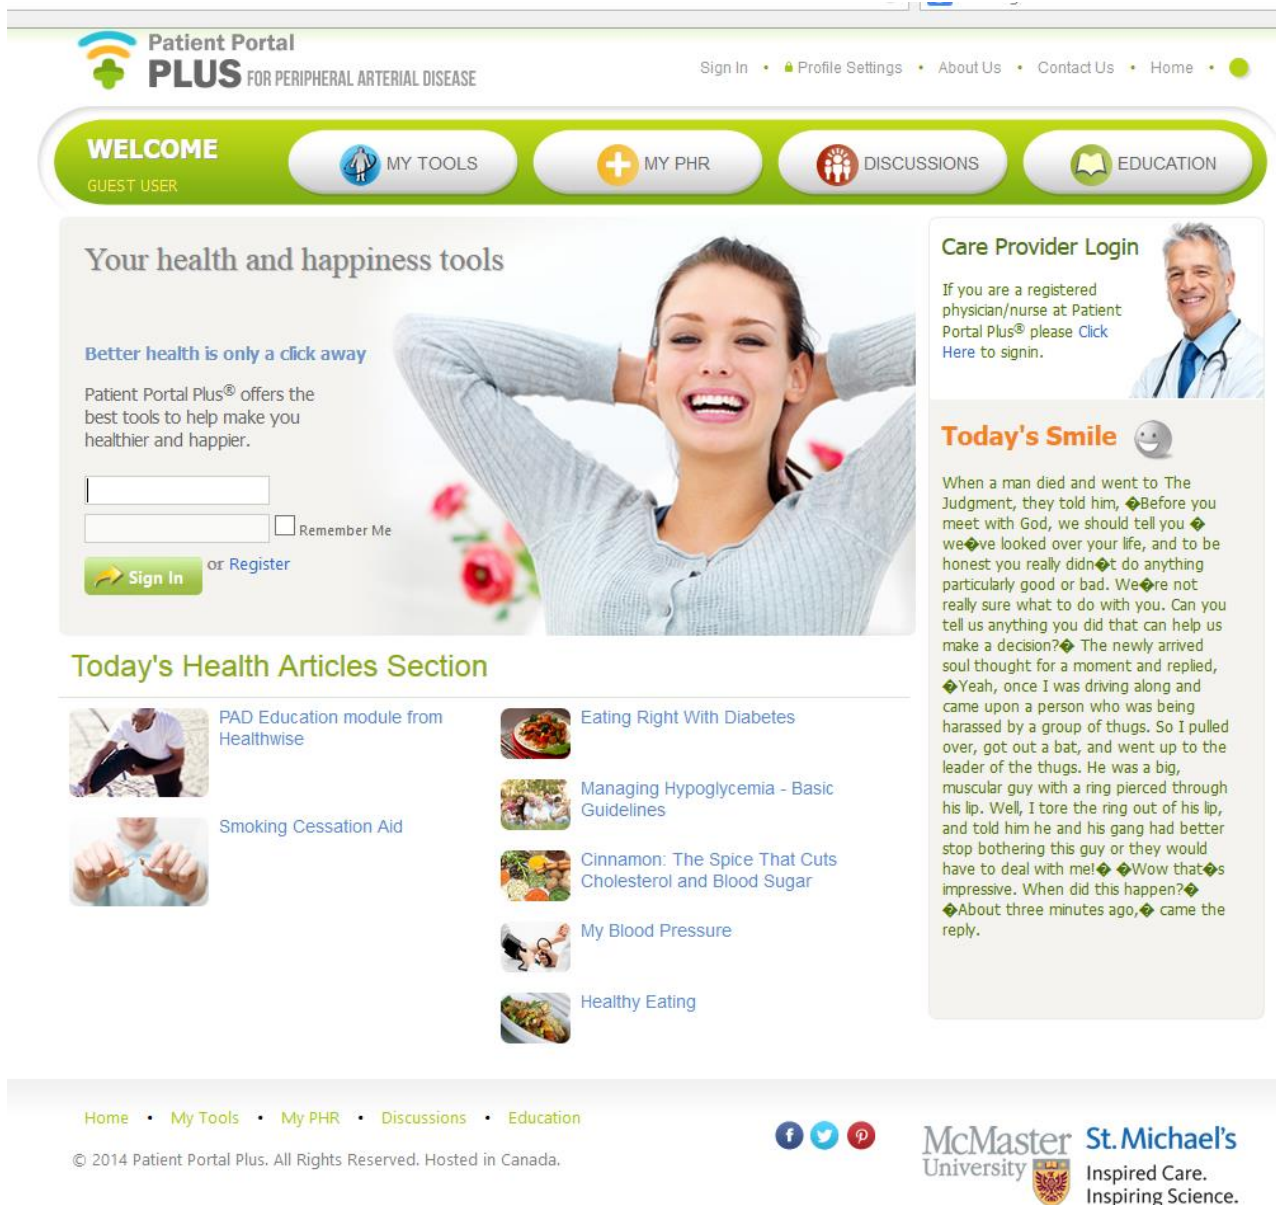 Patient Portal
PLUS FOR PERIPHERAL ARTERIAL DISEASE
Sign In • Profile Settings • About Us • Contact Us • Home •
WELCOME
GUEST USER
MY TOOLS
MY PHR
DISCUSSIONS
EDUCATION
Your health and happiness tools
Better health is only a click away
Patient Portal Plus® offers the
best tools to help make you
healthier and happier.
Remember Me
Sign In
or Register
Care Provider Login
If you are a registered
physician/nurse at Patient
Portal Plus® please Click
Here to signin.
Today's Smile
When a man died and went to The
Judgment, they told him, �Before you
meet with God, we should tell you �
we�ve looked over your life, and to be
honest you really didn�t do anything
particularly good or bad. We�re not
really sure what to do with you. Can you
tell us anything you did that can help us
make a decision?� The newly arrived
soul thought for a moment and replied,
�Yeah, once I was driving along and
came upon a person who was being
harassed by a group of thugs. So I pulled
over, got out a bat, and went up to the
leader of the thugs. He was a big,
muscular guy with a ring pierced through
his lip. Well, I tore the ring out of his lip,
and told him he and his gang had better
stop bothering this guy or they would
have to deal with me!� �Wow that�s
impressive. When did this happen?�
�About three minutes ago,� came the
reply.
Today's Health Articles Section
PAD Education module from
Healthwise
Smoking Cessation Aid
Eating Right With Diabetes
Managing Hypoglycemia - Basic
Guidelines
Cinnamon: The Spice That Cuts
Cholesterol and Blood Sugar
My Blood Pressure
Healthy Eating
Home • My Tools • My PHR • Discussions • Education
© 2014 Patient Portal Plus. All Rights Reserved. Hosted in Canada.
McMaster
University
St. Michael's
Inspired Care.
Inspiring Science.